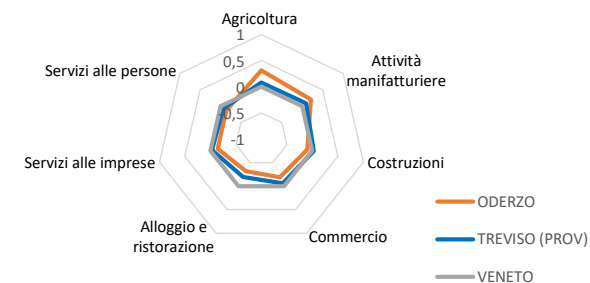 Agricoltura
1
0,5
0
-0,5
-1
Attività
manifatturiere
Costruzioni
Commercio
Alloggio e
ristorazione
Servizi alle imprese
Servizi alle persone
ODERZO
TREVISO (PROV)
VENETO